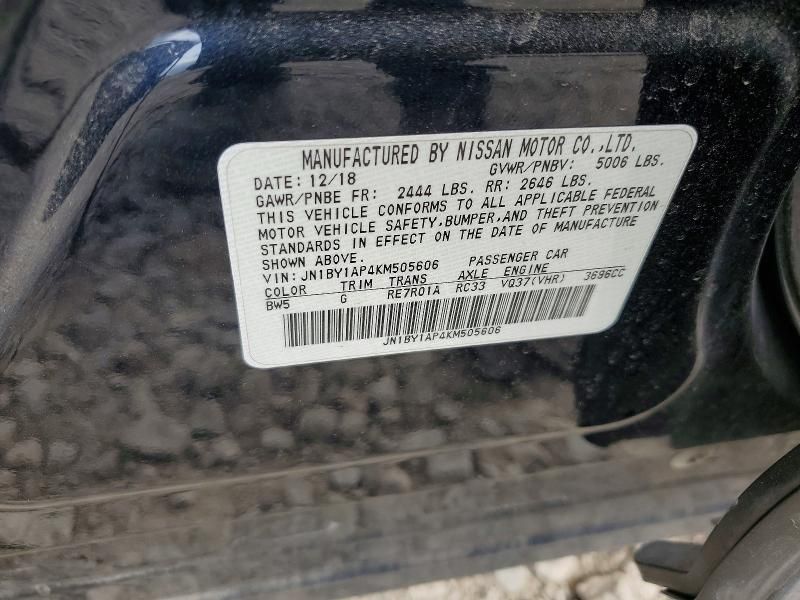 MANUFACTURED BY NISSAN MOTOR CO.,LTD.
DATE: 12/18 GVWR/PNBV: 5006 LBS.
GAWR/PNBE FR: 2444 LBS. RR: 2646 LBS.
THIS VEHICLE CONFORMS TO ALL APPLICABLE FEDERAL
MOTOR VEHICLE SAFETY,BUMPER,AND THEFT PREVENTION
STANDARDS IN EFFECT ON THE DATE OF MANUFACTURE
SHOWN ABOVE.
VIN: JN1BY1AP4KM505606 PASSENGER CAR
COLOR TRIM TRANS AXLE ENGINE
BW5 G RE7R01A RC33 VQ37(VHR) 3696CC
JN1BY1AP4KM505606